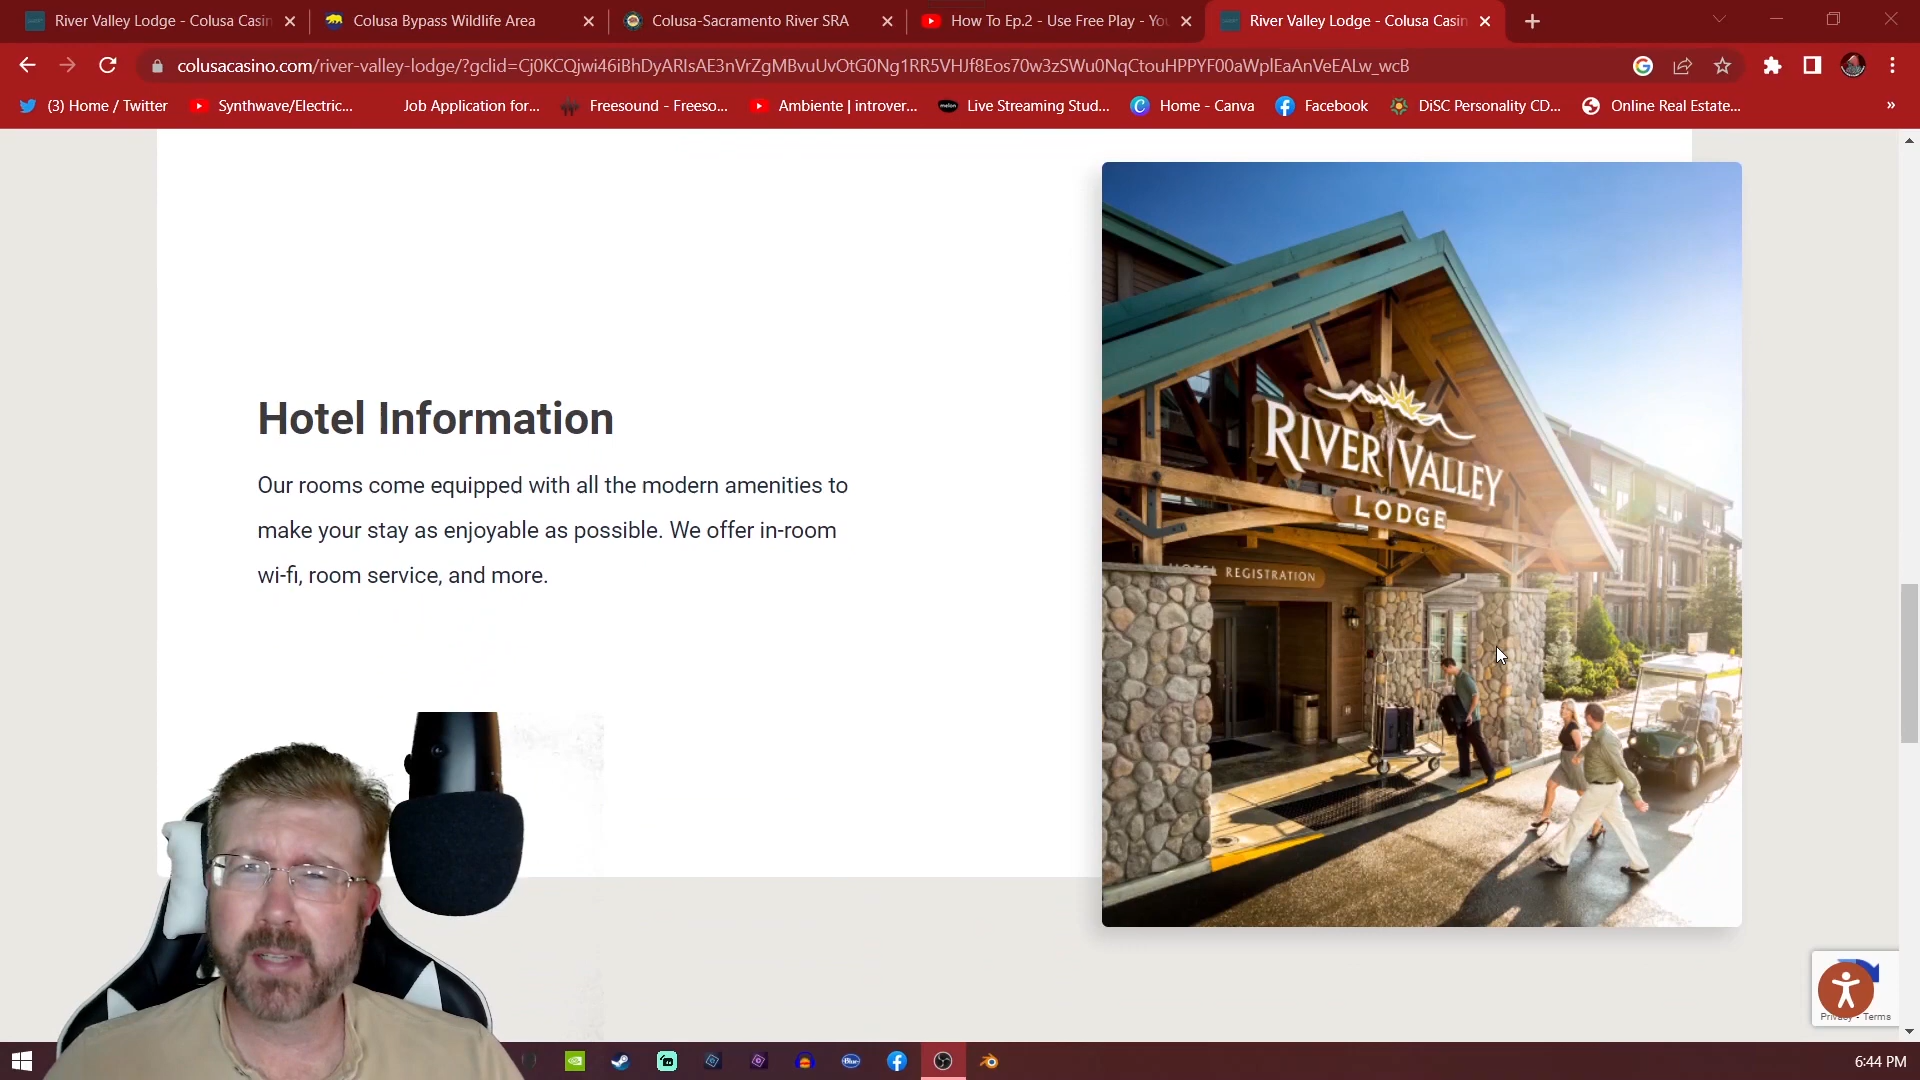 River Valley Lodge - Colusa Casin
Colusa Bypass Wildlife Area
Colusa-Sacramento River SRA
How To Ep.2 - Use Free Play - You
River Valley Lodge - Colusa Casin
colusacasino.com/river-valley-lodge/?gclid=Cj0KCQjwi46iBhDyARIsAE3nVrZgMBvuUvOtG0Ng1RR5VHJf8Eos70w3zSWu0NqCtouHPPYF00aWplEaAnVeEALw_wcB
(3) Home / Twitter
Synthwave/Electric...
Job Application for...
Freesound - Freeso...
Ambiente | introver...
Live Streaming Stud...
Home - Canva
Facebook
DiSC Personality CD...
Online Real Estate...
»
Hotel Information
Our rooms come equipped with all the modern amenities to
make your stay as enjoyable as possible. We offer in-room
wi-fi, room service, and more.
RIVER VALLEY
LODGE
HOTEL REGISTRATION
Privacy - Terms
6:44 PM